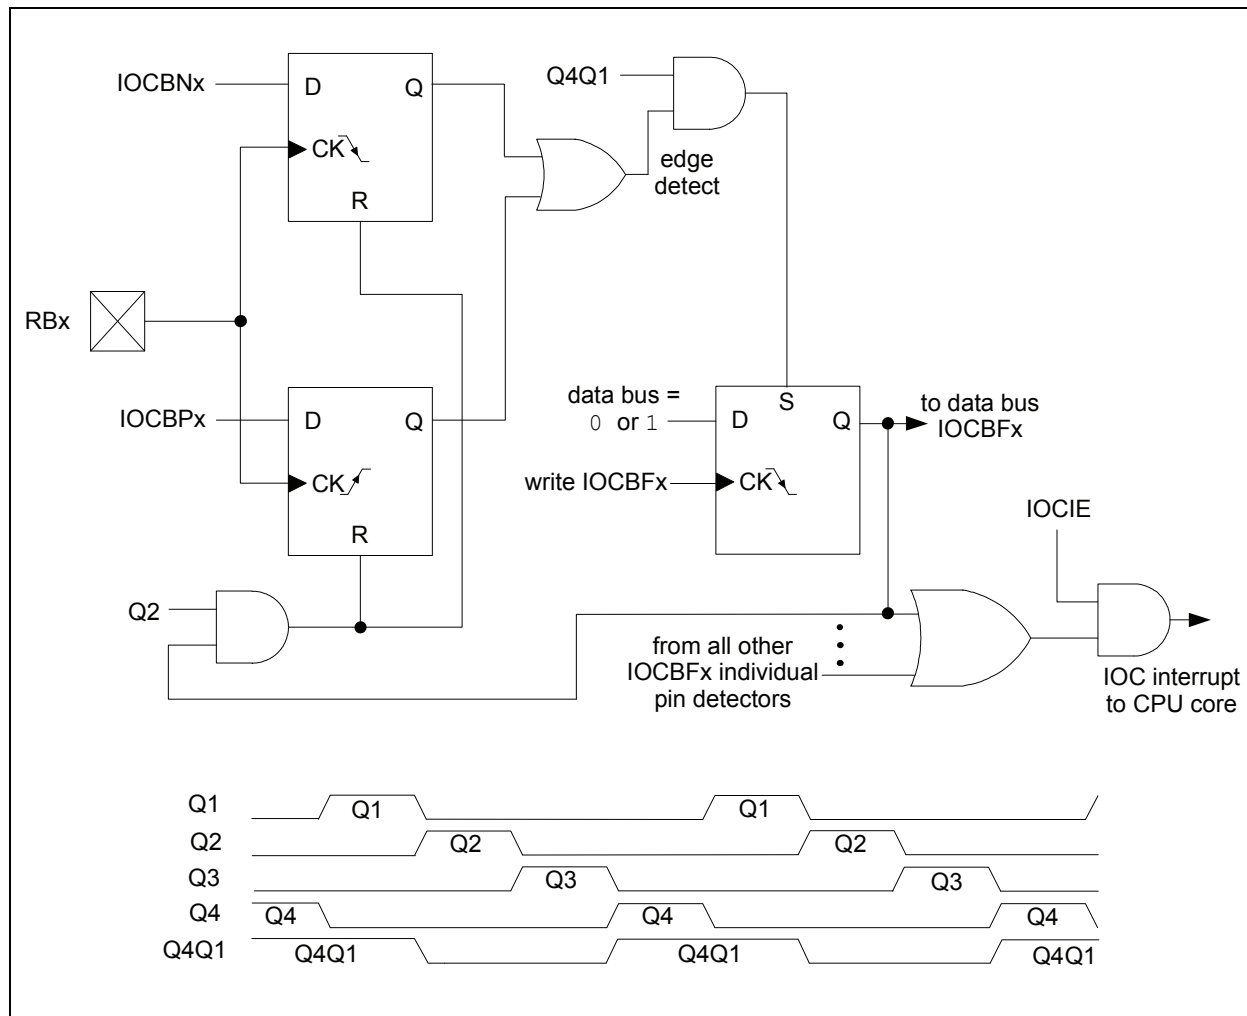 IOCBNx
D
Q
CK
R
Q4Q1
edge
detect
RBx
IOCBPx
D
Q
CK
R
data bus =
0 or 1
D
S
Q
to data bus
IOCBFx
write IOCBFx
CK
IOCIE
Q2
from all other
IOCBFx individual
pin detectors
IOC interrupt
to CPU core
Q1 Q1 Q1
Q2 Q2 Q2
Q3 Q3 Q3
Q4 Q4 Q4 Q4
Q4Q1 Q4Q1 Q4Q1 Q4Q1